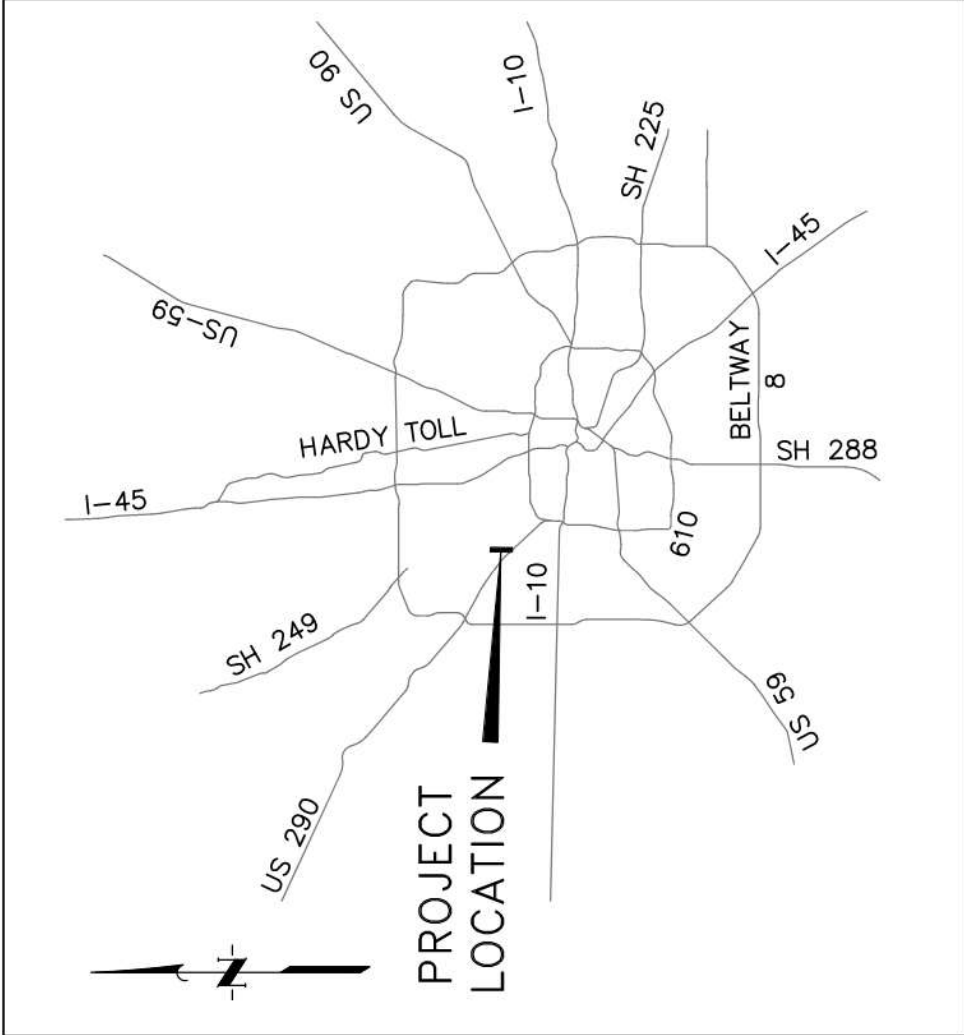 US 90
I-10
SH 225
US-59
I-45
HARDY TOLL
BELTWAY
8
SH 288
I-45
610
I-10
SH 249
US 59
US 290
PROJECT
LOCATION
N